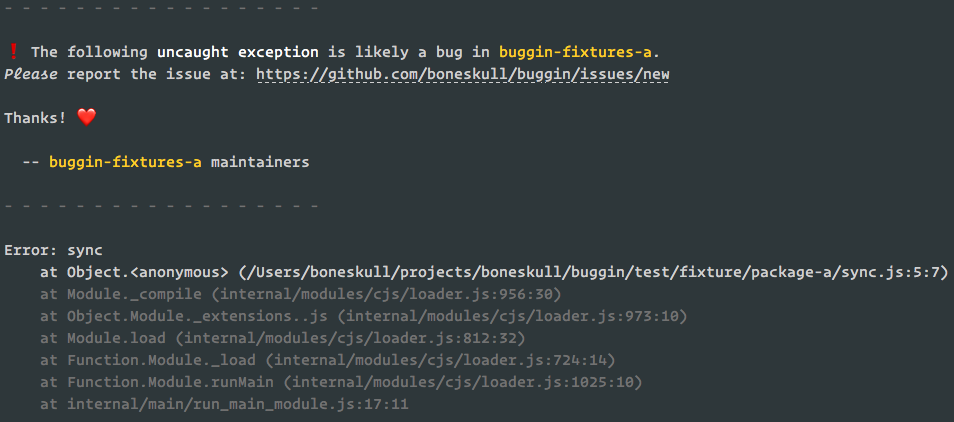 - - - - - - - - - - - - - - - - - -
❗ The following uncaught exception is likely a bug in buggin-fixtures-a.
Please report the issue at: https://github.com/boneskull/buggin/issues/new
Thanks! ❤️
-- buggin-fixtures-a maintainers
- - - - - - - - - - - - - - - - - -
Error: sync
    at Object.<anonymous> (/Users/boneskull/projects/boneskull/buggin/test/fixture/package-a/sync.js:5:7)
    at Module._compile (internal/modules/cjs/loader.js:956:30)
    at Object.Module._extensions..js (internal/modules/cjs/loader.js:973:10)
    at Module.load (internal/modules/cjs/loader.js:812:32)
    at Function.Module._load (internal/modules/cjs/loader.js:724:14)
    at Function.Module.runMain (internal/modules/cjs/loader.js:1025:10)
    at internal/main/run_main_module.js:17:11